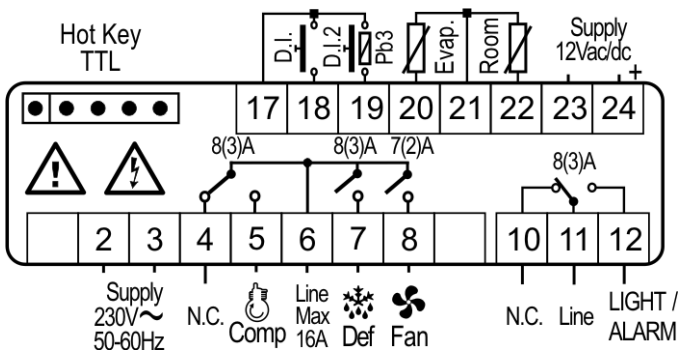 Hot Key
TTL
D.I.
D.I.2
Pb3
Evap.
Room
Supply
12Vac/dc
+
17 18 19 20 21 22 23 24
8(3)A 8(3)A 7(2)A
8(3)A
2 3 4 5 6 7 8 10 11 12
Supply
230V~
50-60Hz
N.C.
Comp
Line
Max
16A
Def
Fan
N.C.
Line
LIGHT /
ALARM